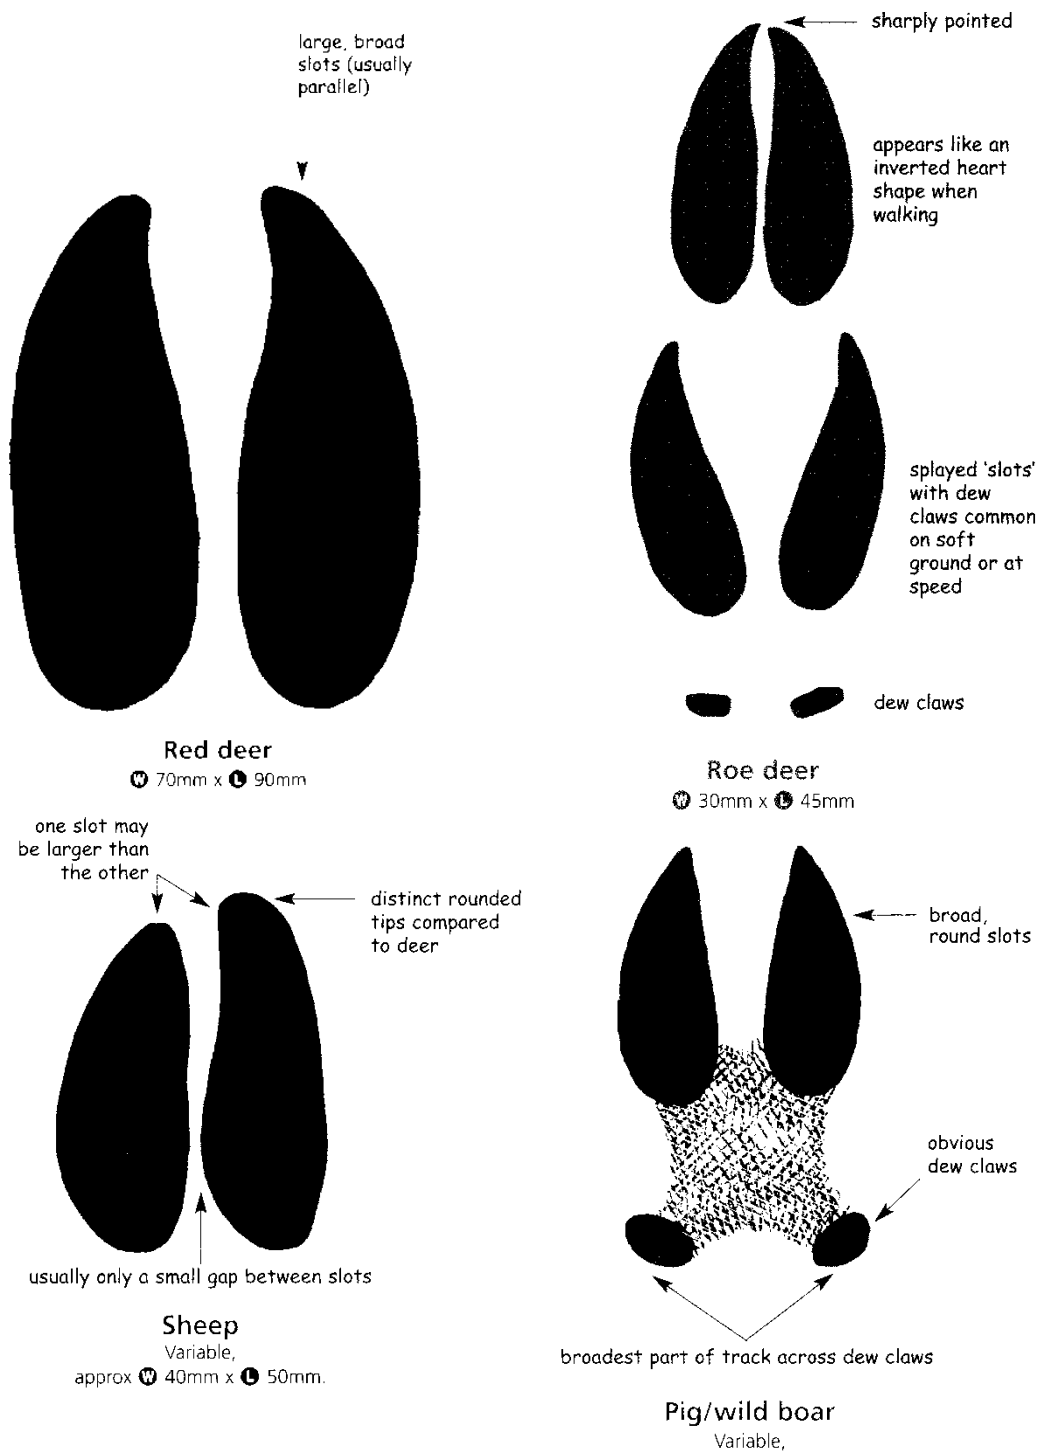 large, broad
slots (usually
parallel)
sharply pointed
appears like an
inverted heart
shape when
walking
splayed 'slots'
with dew
claws common
on soft
ground or at
speed
dew claws
Red deer
W 70mm x L 90mm
Roe deer
W 30mm x L 45mm
one slot may
be larger than
the other
distinct rounded
tips compared
to deer
usually only a small gap between slots
Sheep
Variable,
approx W 40mm x L 50mm.
broad,
round slots
obvious
dew claws
broadest part of track across dew claws
Pig/wild boar
Variable,